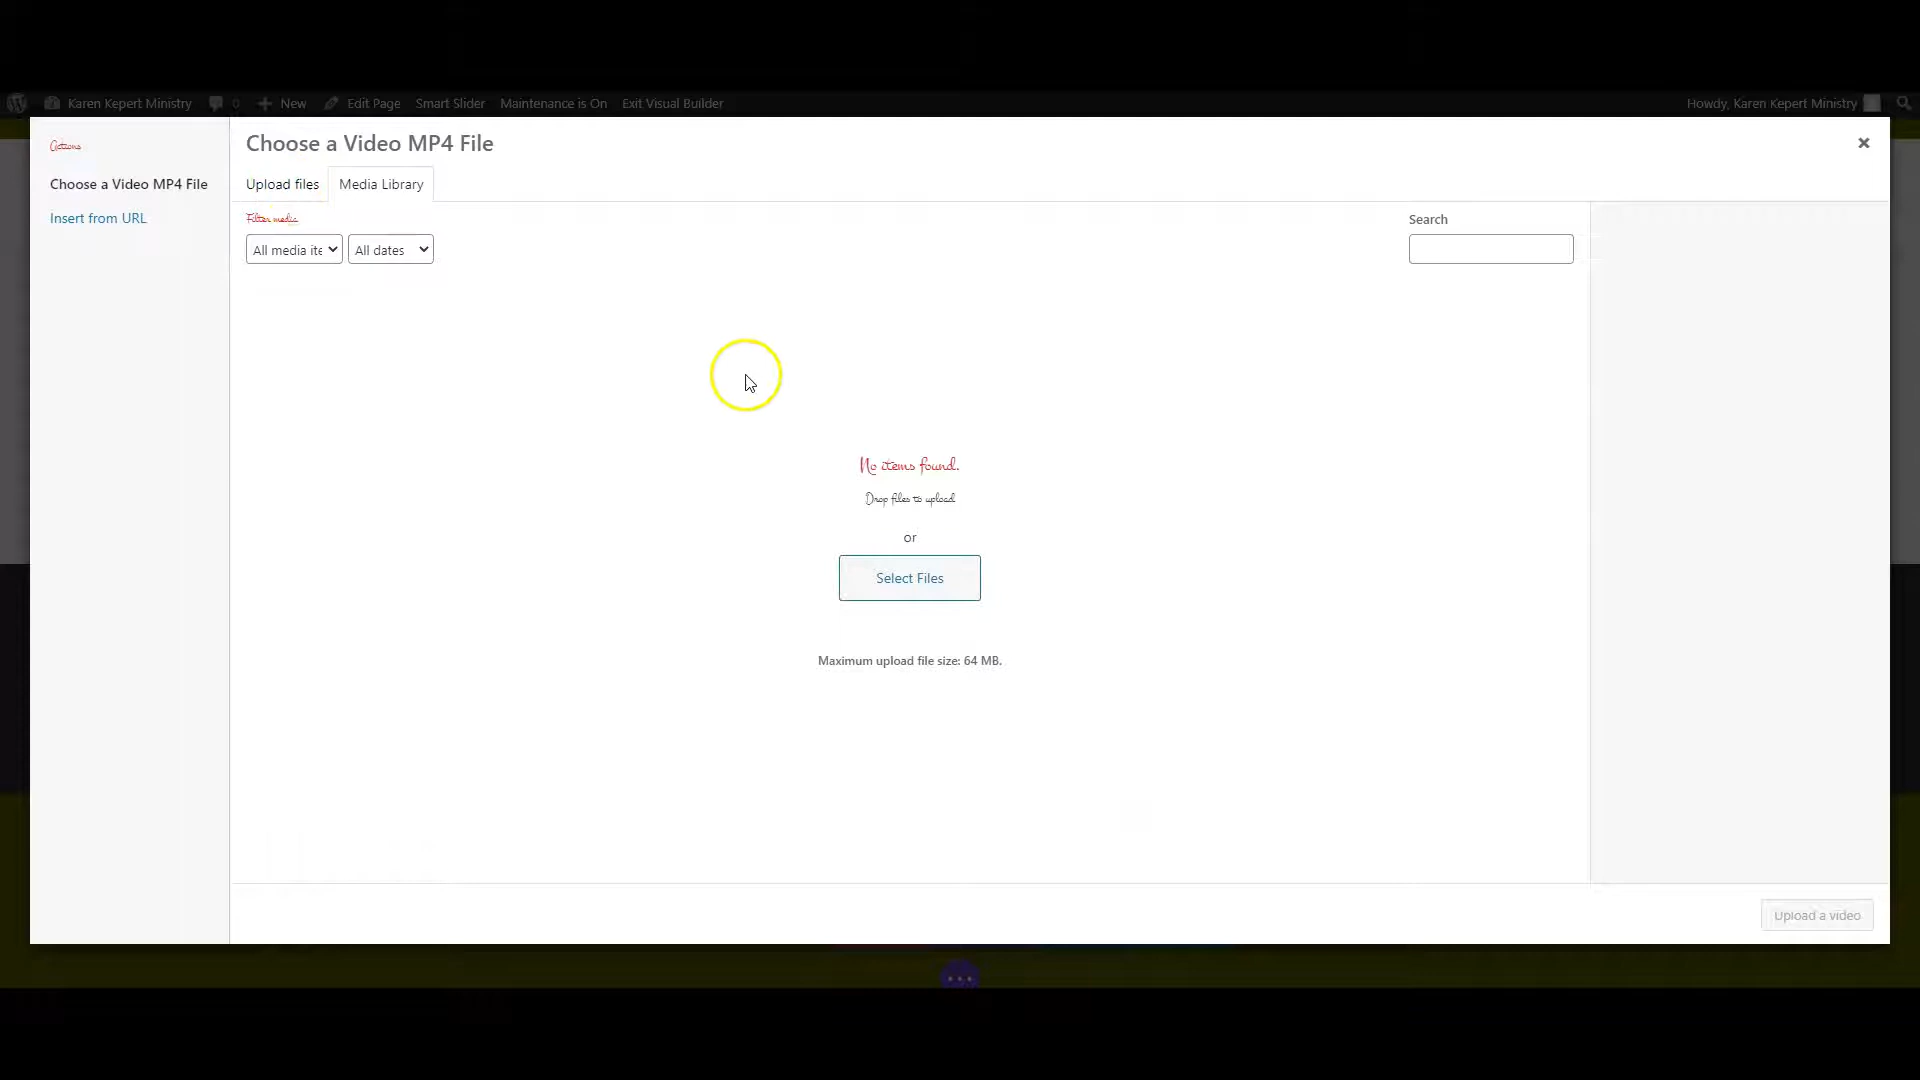 Karen Kepert Ministry 0 New Edit Page Smart Slider Maintenance is On Exit Visual Builder Howdy, Karen Kepert Ministry
Actions
Choose a Video MP4 File
Insert from URL
Choose a Video MP4 File
Upload files Media Library
Filter media
All media ite All dates
Search
No items found.
Drop files to upload
or
Select Files
Maximum upload file size: 64 MB.
Upload a video